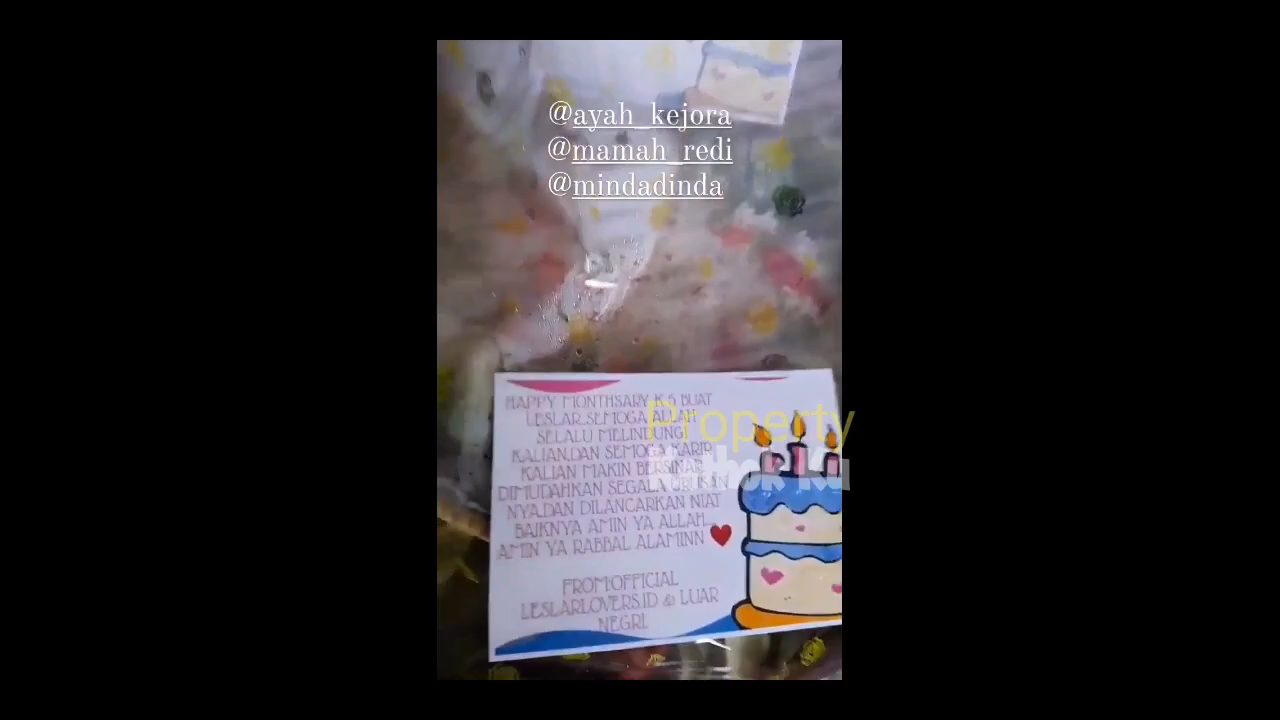 @ayah_kejora
@mamah_redi
@mindadinda
HAPPY MONTHSARY K 5 BUAT
LESLAR..SEMOGA ALLAH
SELALU MELINDUNGI
KALIAN,DAN SEMOGA KARIR
KALIAN MAKIN BERSINAR
DIMUDAHKAN SEGALA URUSAN
NYA,DAN DILANCARKAN NIAT
BAIKNYA AMIN YA ALLAH..
AMIN YA RABBAL ALAMINN
FROM:OFFICIAL
LESLARLOVERS.ID & LUAR
NEGRI.
Property